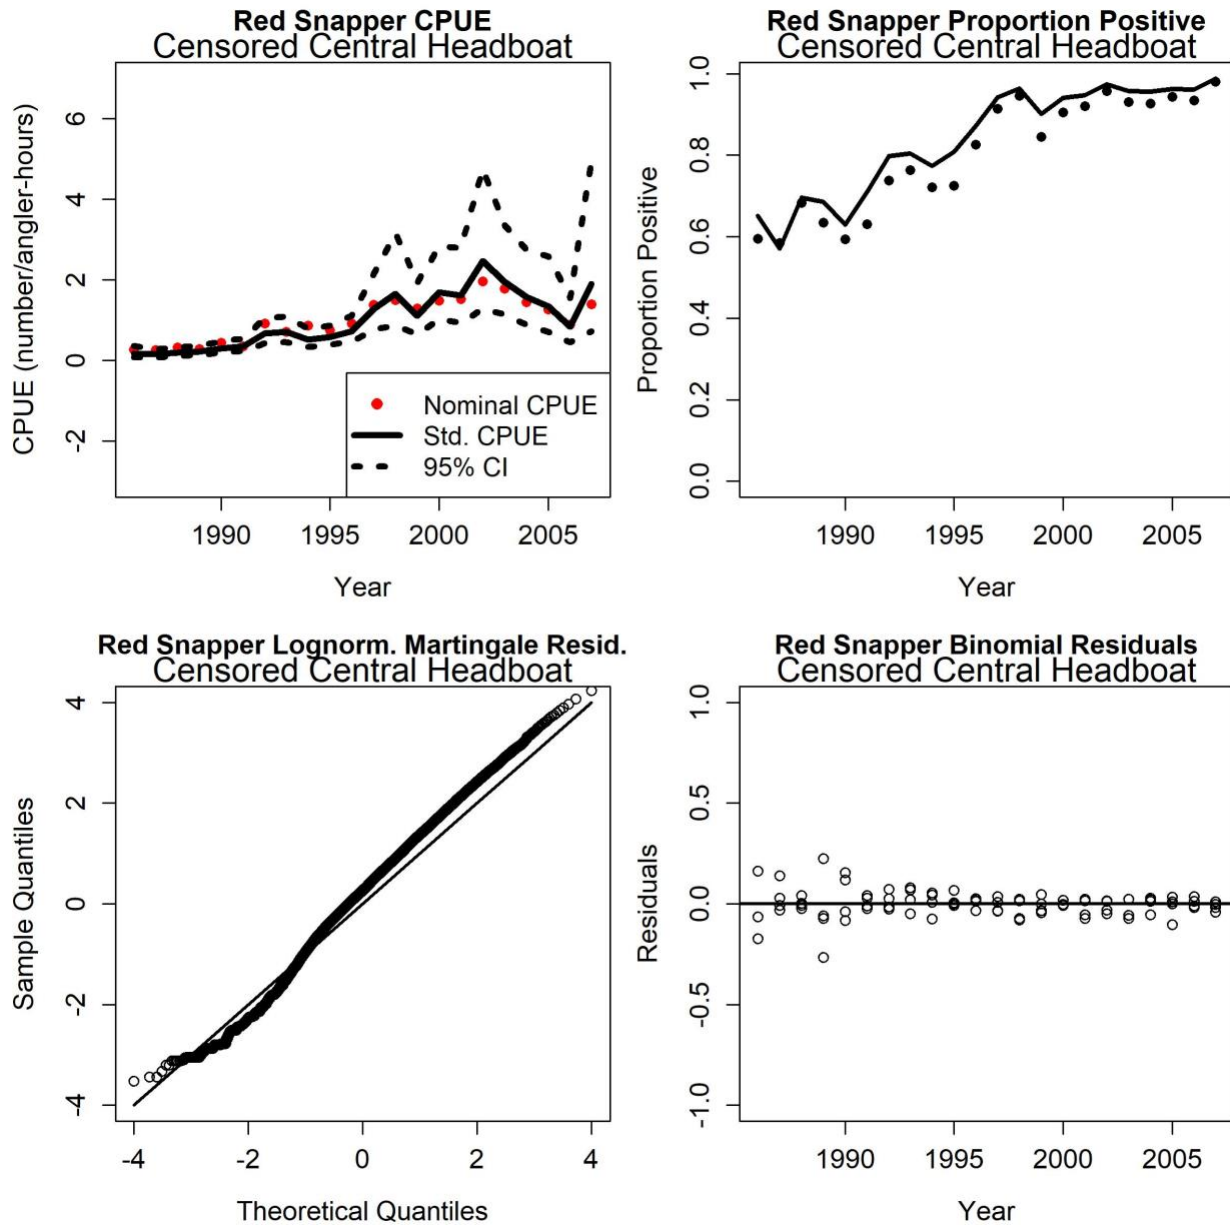 Red Snapper CPUE
Censored Central Headboat
CPUE (number/angler-hours)
6
4
2
0
-2
Nominal CPUE
Std. CPUE
95% CI
1990 1995 2000 2005
Year
Red Snapper Proportion Positive
Censored Central Headboat
Proportion Positive
1.0
0.8
0.6
0.4
0.2
0.0
1990 1995 2000 2005
Year
Red Snapper Lognorm. Martingale Resid.
Censored Central Headboat
Sample Quantiles
4
2
0
-2
-4
-4 -2 0 2 4
Theoretical Quantiles
Red Snapper Binomial Residuals
Censored Central Headboat
Residuals
1.0
0.5
0.0
-0.5
-1.0
1990 1995 2000 2005
Year